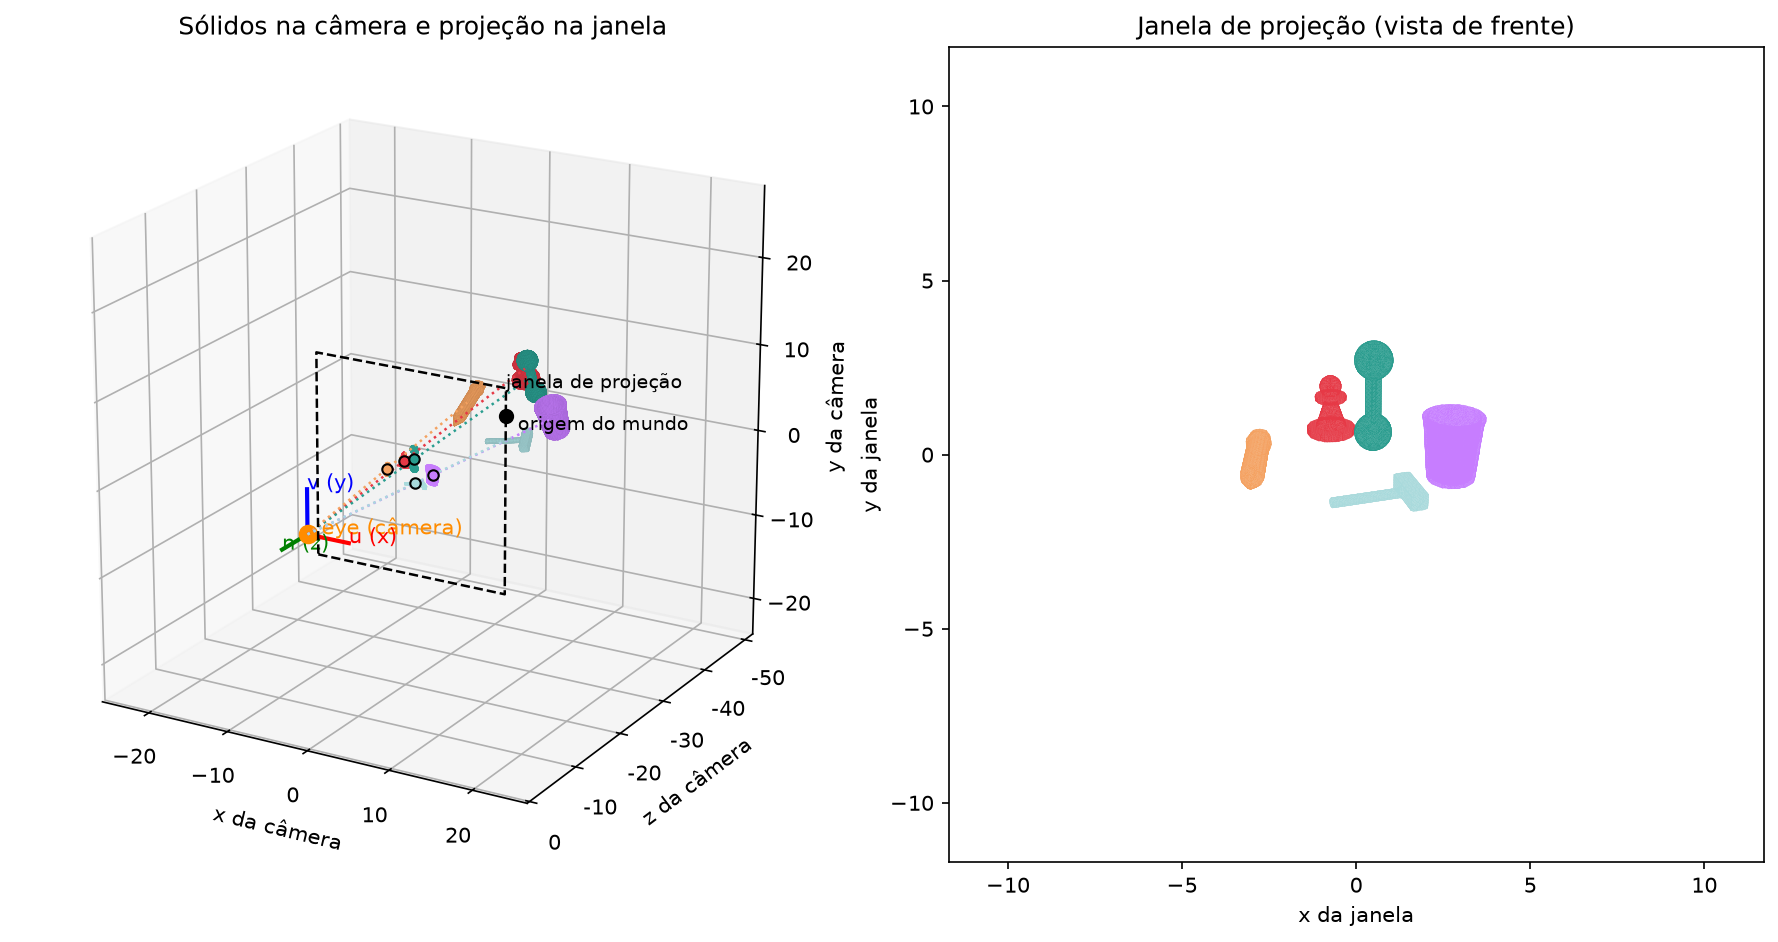 Sólidos na câmera e projeção na janela
20
10
0
−10
−20
y da câmera
janela de projeção
origem do mundo
v (y)
eye (câmera)
n (z)
u (x)
−20
−10
0
10
20
x da câmera
-50
-40
-30
-20
-10
0
z da câmera
Janela de projeção (vista de frente)
10
5
0
−5
−10
y da janela
−10
−5
0
5
10
x da janela